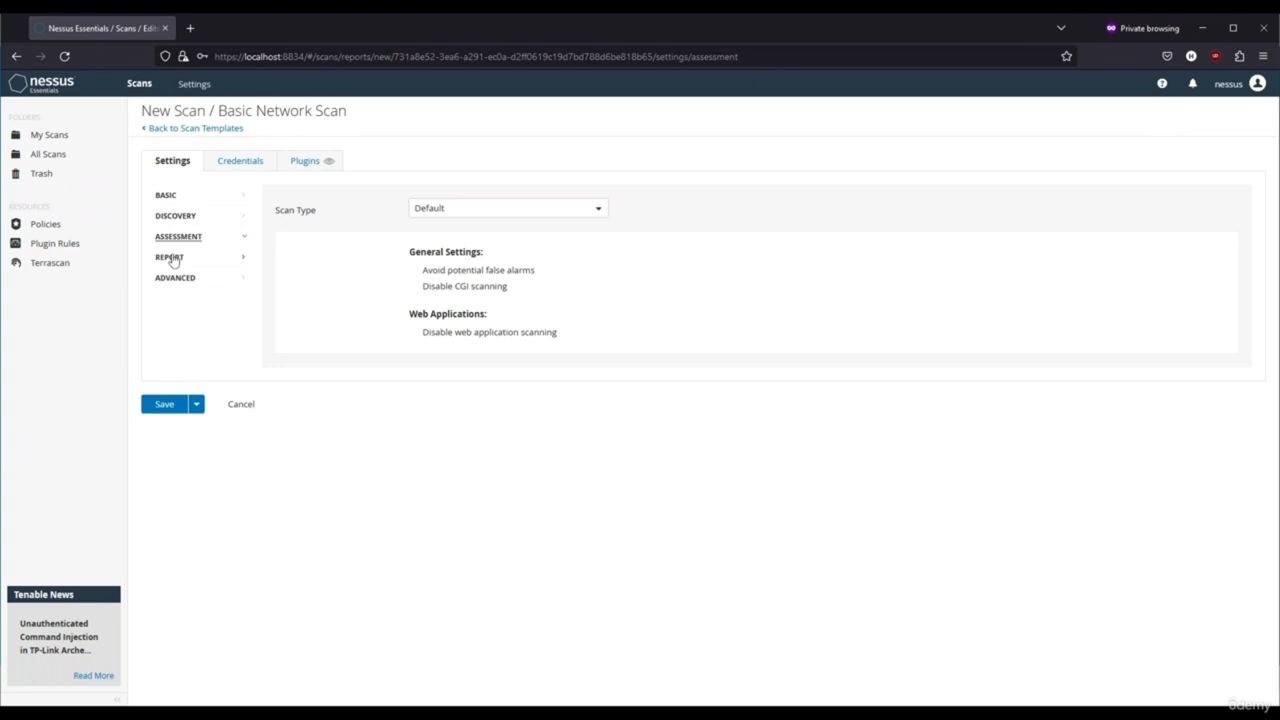 Nessus Essentials / Scans / Edit
Private browsing
https://localhost:8834/#/scans/reports/new/731a8e52-3ea6-a291-ec0a-d2ff0619c19d7bd788d6be818b65/settings/assessment
nessus
Essentials
Scans
Settings
nessus
FOLDERS
My Scans
All Scans
Trash
RESOURCES
Policies
Plugin Rules
Terrascan
New Scan / Basic Network Scan
Back to Scan Templates
Settings
Credentials
Plugins
BASIC
DISCOVERY
ASSESSMENT
REPORT
ADVANCED
Scan Type
Default
General Settings:
Avoid potential false alarms
Disable CGI scanning
Web Applications:
Disable web application scanning
Save
Cancel
Tenable News
Unauthenticated
Command Injection
in TP-Link Arche...
Read More
ûdemy